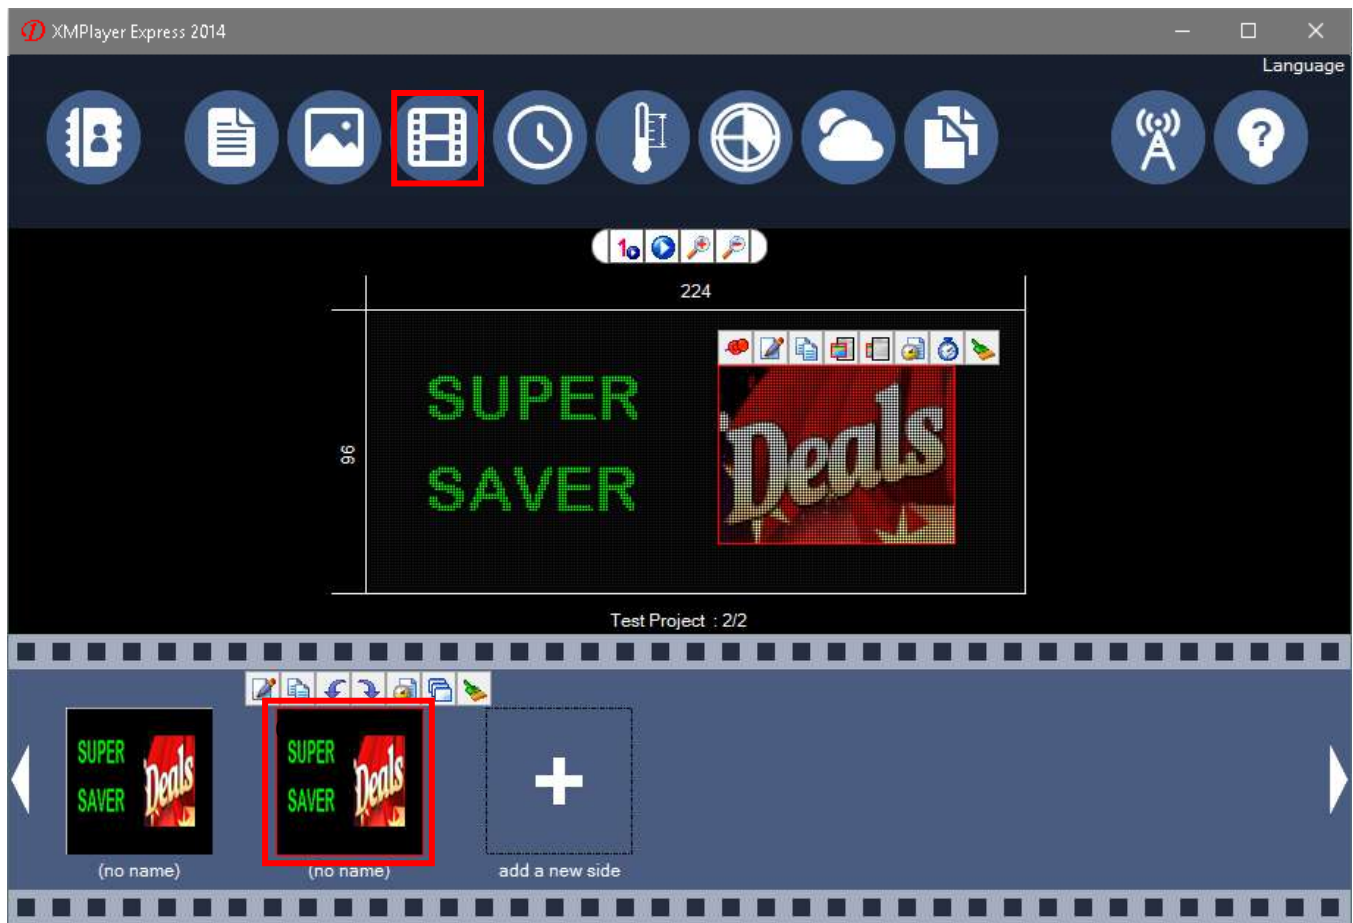 XMPlayer Express 2014
Language
224
96
SUPER
SAVER
Deals
Test Project : 2/2
SUPER
SAVER
Deals
(no name)
SUPER
SAVER
Deals
(no name)
add a new side